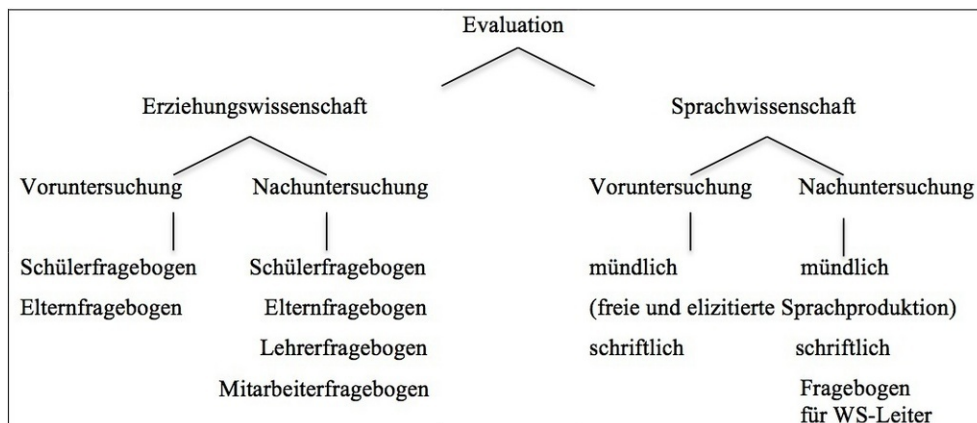 Evaluation
Erziehungswissenschaft Sprachwissenschaft
Voruntersuchung Nachuntersuchung Voruntersuchung Nachuntersuchung
Schülerfragebogen Schülerfragebogen mündlich mündlich
Elternfragebogen Elternfragebogen (freie und elizitierte Sprachproduktion)
Lehrerfragebogen schriftlich schriftlich
Mitarbeiterfragebogen Fragebogen
für WS-Leiter